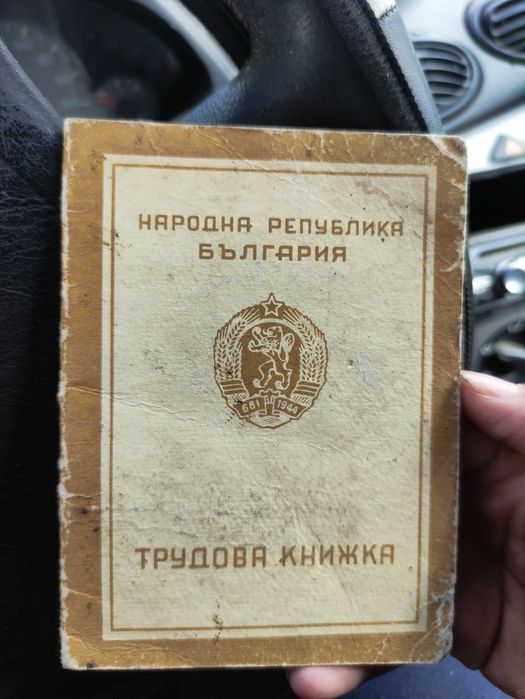 НАРОДНА РЕПУБЛИКА
БЪЛГАРИЯ
681 1944
ТРУДОВА КНИЖКА